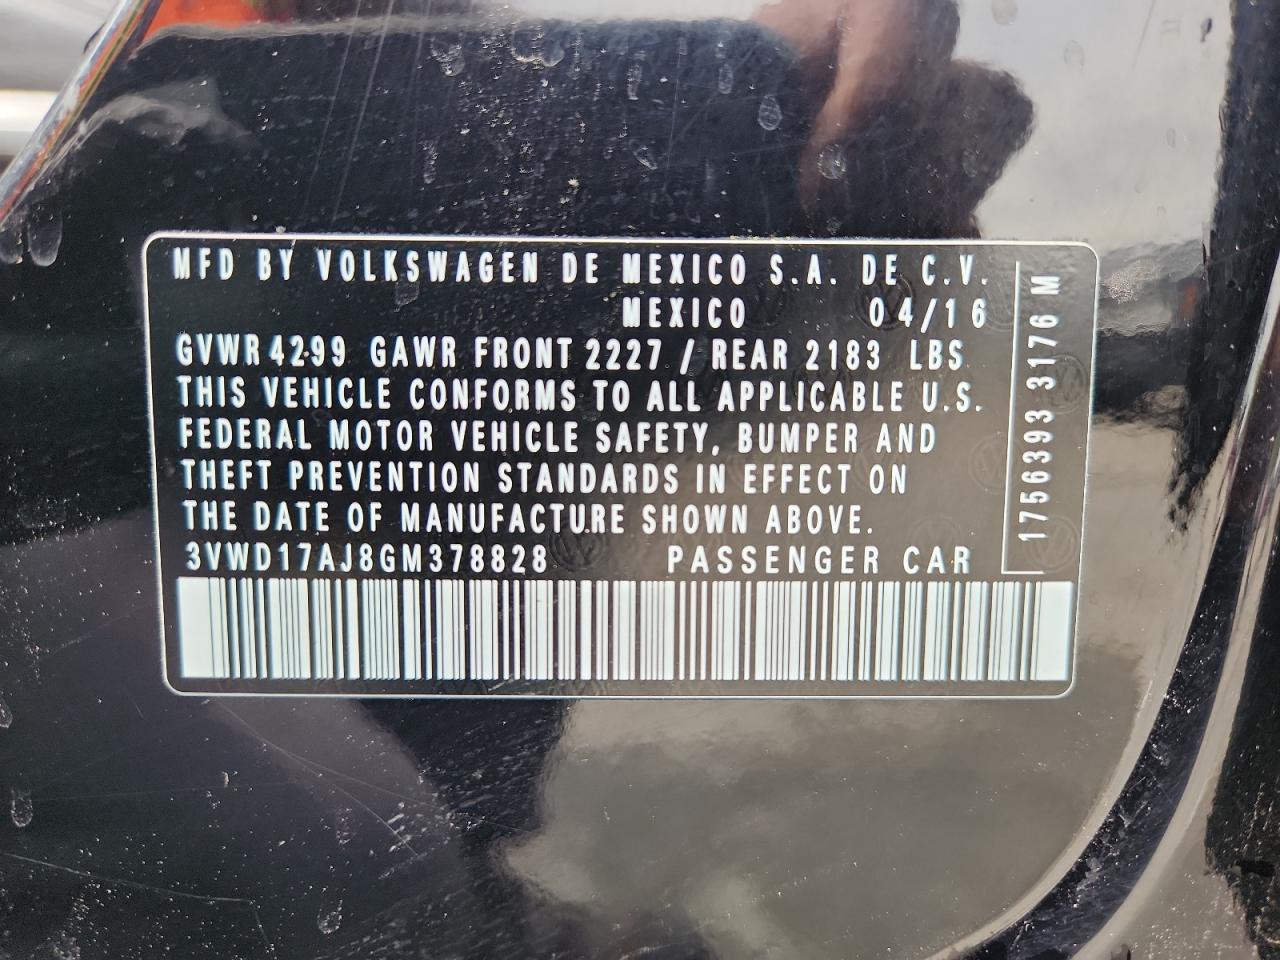 MFD BY VOLKSWAGEN DE MEXICO S.A. DE C.V.
MEXICO 04/16
GVWR 4299 GAWR FRONT 2227 / REAR 2183 LBS
THIS VEHICLE CONFORMS TO ALL APPLICABLE U.S.
FEDERAL MOTOR VEHICLE SAFETY, BUMPER AND
THEFT PREVENTION STANDARDS IN EFFECT ON
THE DATE OF MANUFACTURE SHOWN ABOVE.
3VWD17AJ8GM378828 PASSENGER CAR
1756393 3176 M